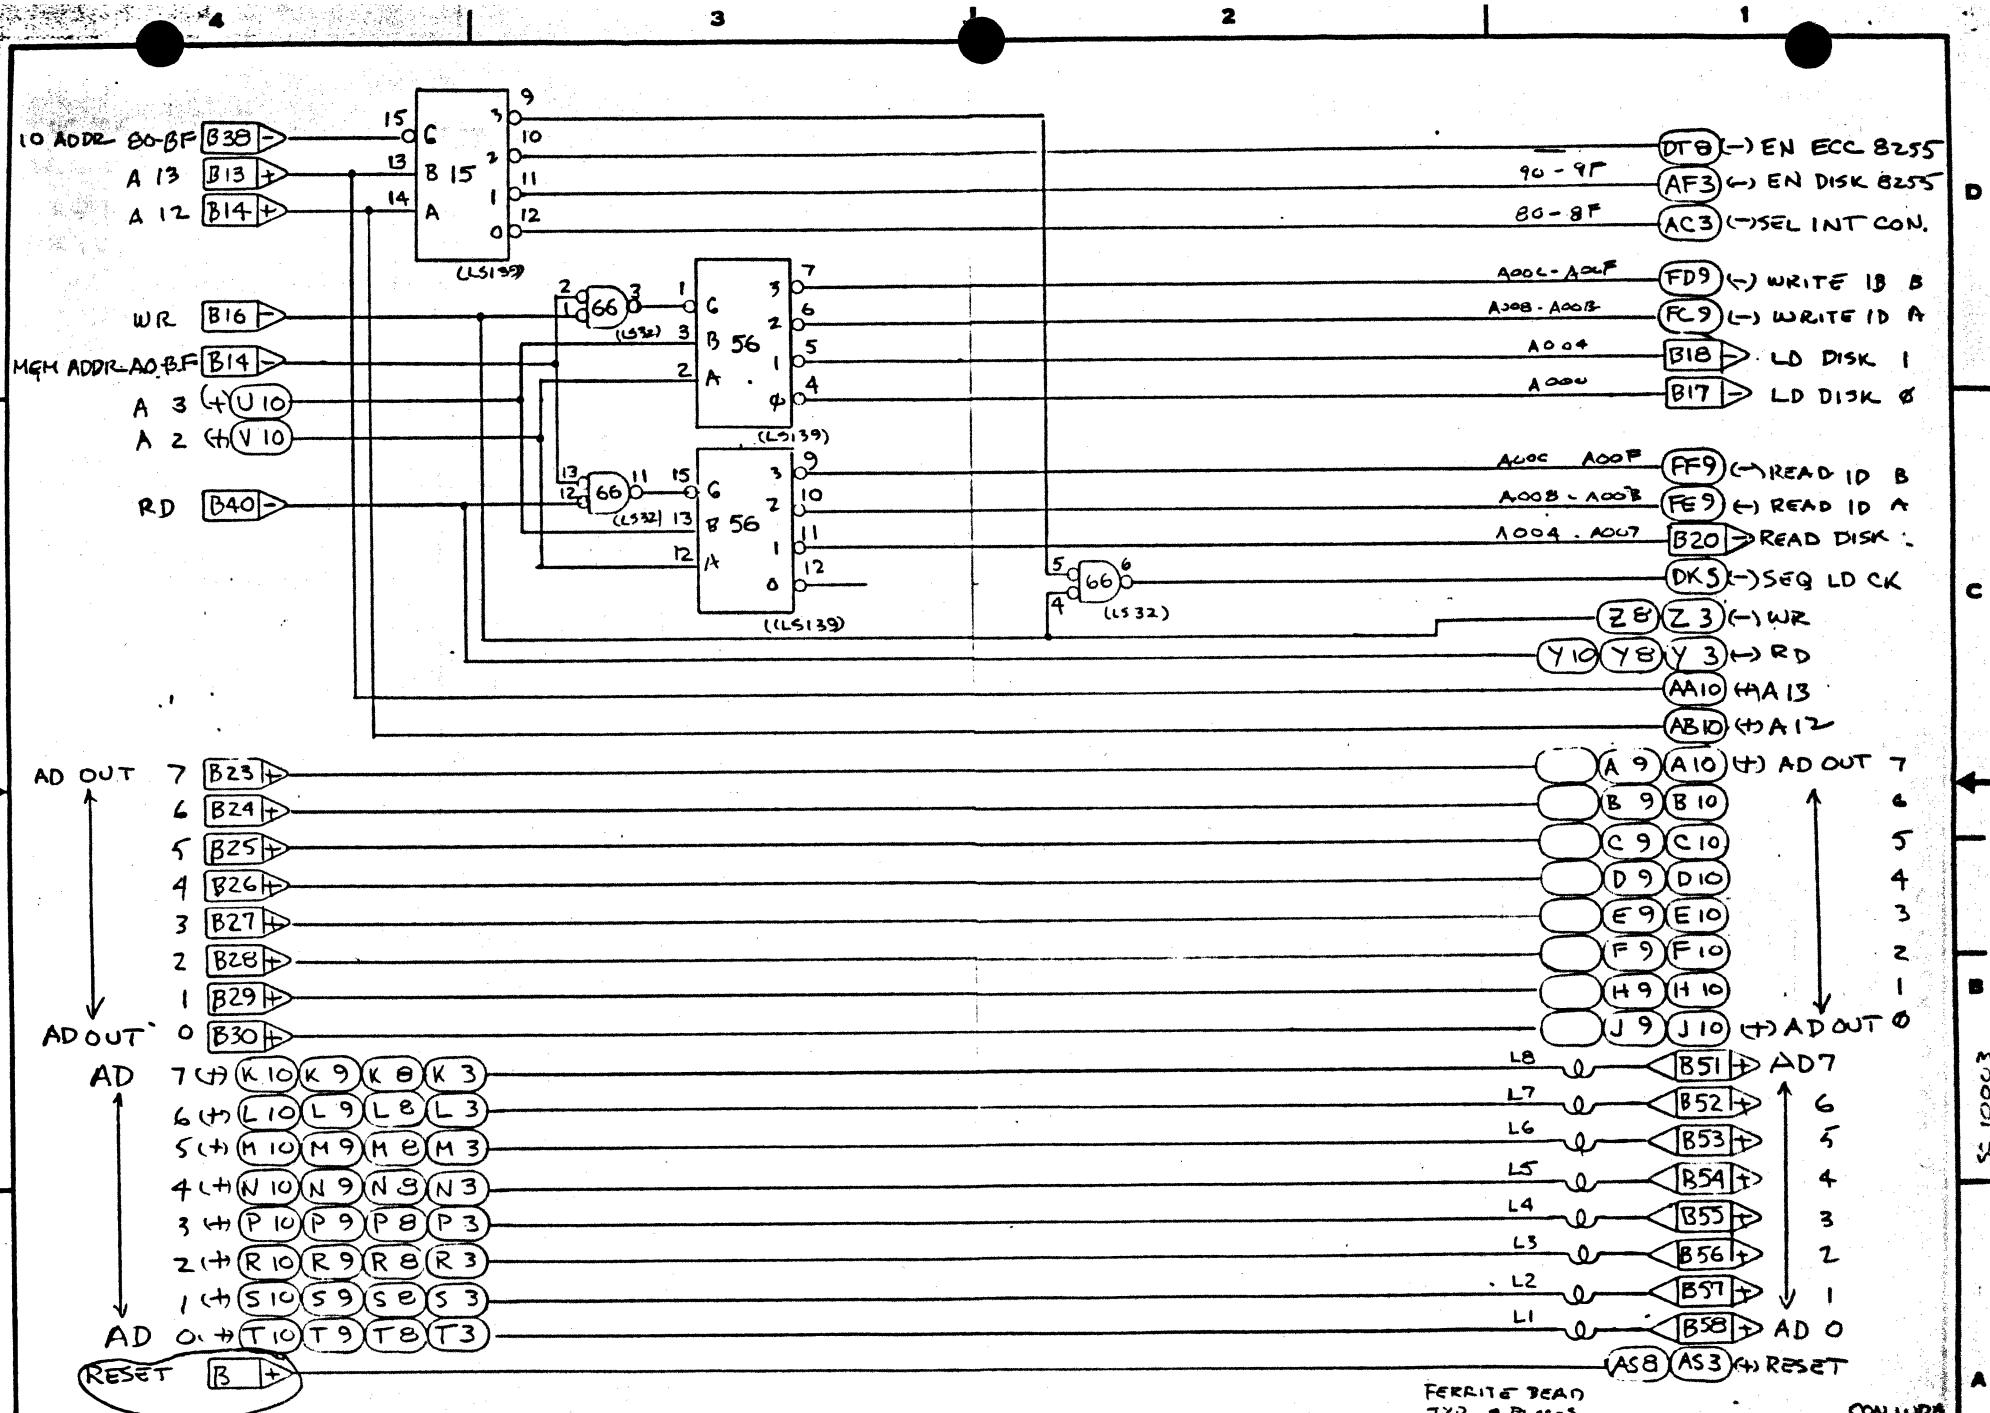 4 3 2 1
IO ADDR 80-BF B38 -
A 13 B13 +
A 12 B14 +
15 G
13 B 15
14 A
3 9
2 10
1 11
0 12
(LS139)
DT8 (-) EN ECC 8255
90 - 9F AF3 (-) EN DISK 8255
80 - 8F AC3 (-) SEL INT CON.
D
WR B16 -
MEM ADDR A0-BF B14 -
A 3 (+) U10
A 2 (+) V10
RD B40 -
2 1 66 3
(LS32)
1 G
3 B 56
2 A
3 7
2 6
1 5
φ 4
(LS139)
A00C - A00F FD9 (-) WRITE ID B
A008 - A00B FC9 (-) WRITE ID A
A004 B18 - LD DISK 1
A000 B17 - LD DISK Ø
13 12 66 11
(LS32)
15 G
13 B 56
12 A
3 9
2 10
1 11
0 12
(LS139)
A00C A00F FF9 (-) READ ID B
A008 - A00B FE9 (-) READ ID A
A004 - A007 B20 - READ DISK
5 4 66 6
(LS32)
DK5 (-) SEQ LD CK
C
Z8 Z3 (-) WR
Y10 Y8 Y3 (-) RD
AA10 (+) A13
AB10 (+) A12
AD OUT 7 B23 + A9 A10 (+) AD OUT 7
6 B24 + B9 B10 6
5 B25 + C9 C10 5
4 B26 + D9 D10 4
3 B27 + E9 E10 3
2 B28 + F9 F10 2
1 B29 + H9 H10 1
B
AD OUT 0 B30 + J9 J10 (+) AD OUT Ø
AD 7 (+) K10 K9 K8 K3 L8 B51 + AD7
6 (+) L10 L9 L8 L3 L7 B52 + 6
5 (+) M10 M9 M8 M3 L6 B53 + 5
4 (+) N10 N9 N8 N3 L5 B54 + 4
3 (+) P10 P9 P8 P3 L4 B55 + 3
2 (+) R10 R9 R8 R3 L3 B56 + 2
1 (+) S10 S9 S8 S3 L2 B57 + 1
AD 0 + T10 T9 T8 T3 L1 B58 + AD 0
RESET B + AS8 AS3 (+) RESET
A
FERRITE BEAD